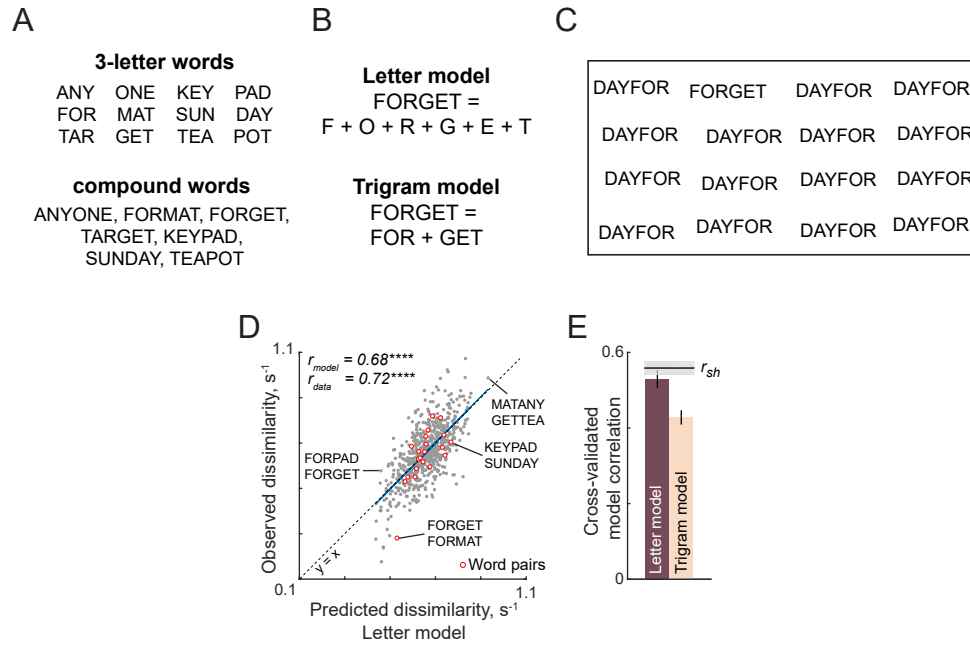 A
3-letter words
ANY ONE KEY PAD
FOR MAT SUN DAY
TAR GET TEA POT
compound words
ANYONE, FORMAT, FORGET,
TARGET, KEYPAD,
SUNDAY, TEAPOT
B
Letter model
FORGET =
F + O + R + G + E + T
Trigram model
FORGET =
FOR + GET
C
DAYFOR FORGET DAYFOR DAYFOR
DAYFOR DAYFOR DAYFOR DAYFOR
DAYFOR DAYFOR DAYFOR DAYFOR
DAYFOR DAYFOR DAYFOR DAYFOR
D
1.1
r_model = 0.68****
r_data = 0.72****
MATANY
GETTEA
KEYPAD
SUNDAY
FORPAD
FORGET
FORGET
FORMAT
y = x
Word pairs
Observed dissimilarity, s⁻¹
0.1
1.1
Predicted dissimilarity, s⁻¹
Letter model
E
0.6
r_sh
Cross-validated
model correlation
Letter model
Trigram model
0